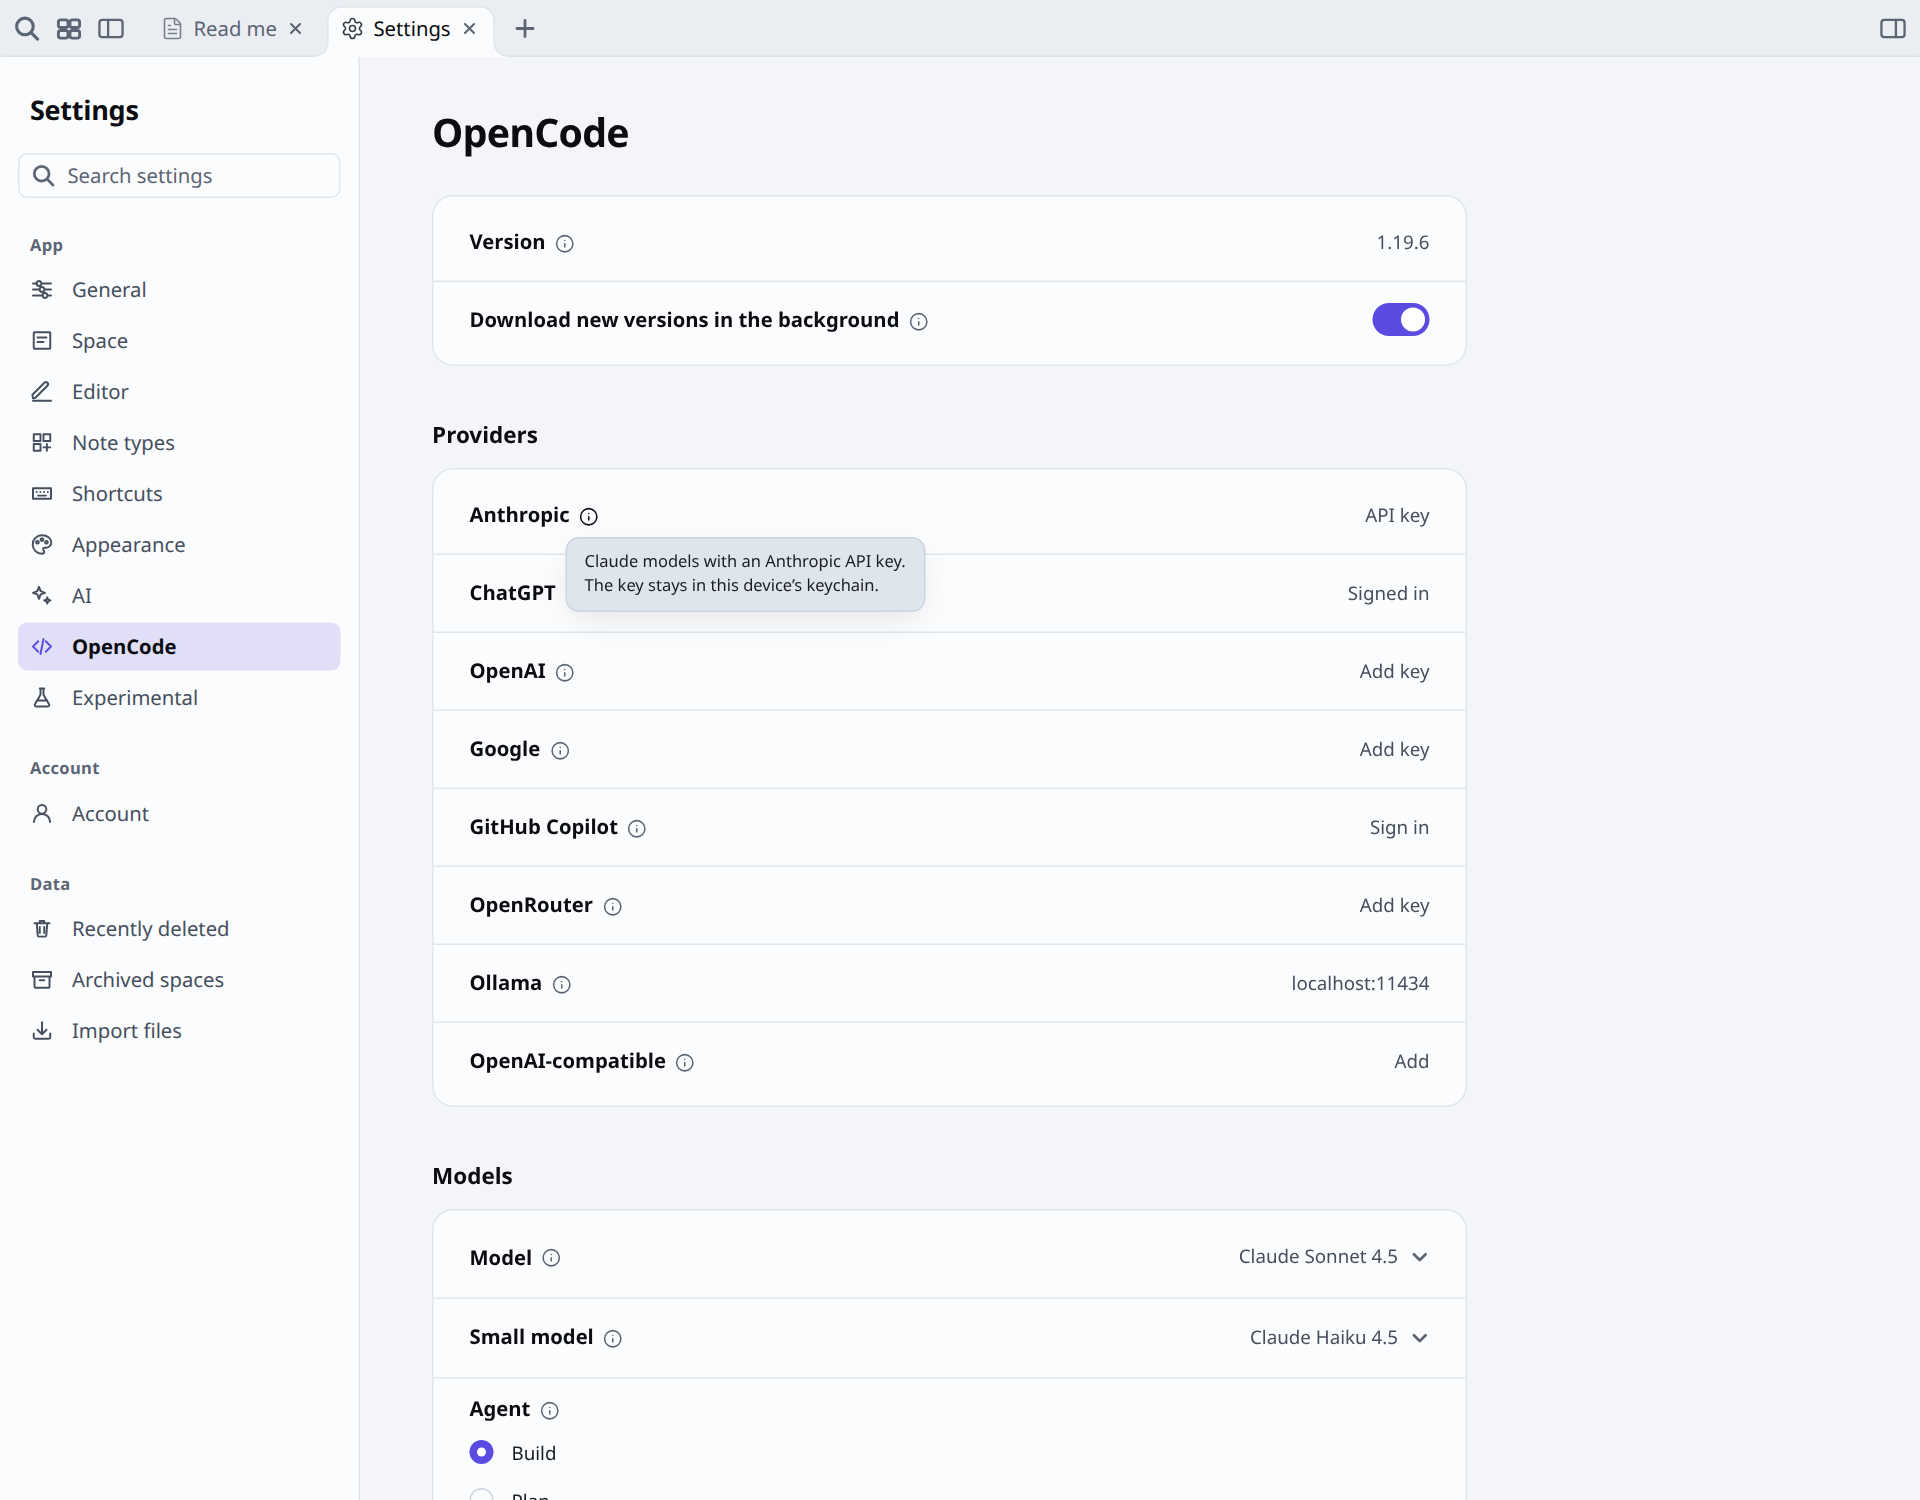 Read me
Settings
Settings
Search settings
App
General
Space
Editor
Note types
Shortcuts
Appearance
AI
OpenCode
Experimental
Account
Account
Data
Recently deleted
Archived spaces
Import files
OpenCode
Version
1.19.6
Download new versions in the background
Providers
Anthropic
API key
Claude models with an Anthropic API key.
The key stays in this device’s keychain.
ChatGPT
Signed in
OpenAI
Add key
Google
Add key
GitHub Copilot
Sign in
OpenRouter
Add key
Ollama
localhost:11434
OpenAI-compatible
Add
Models
Model
Claude Sonnet 4.5
Small model
Claude Haiku 4.5
Agent
Build
Plan